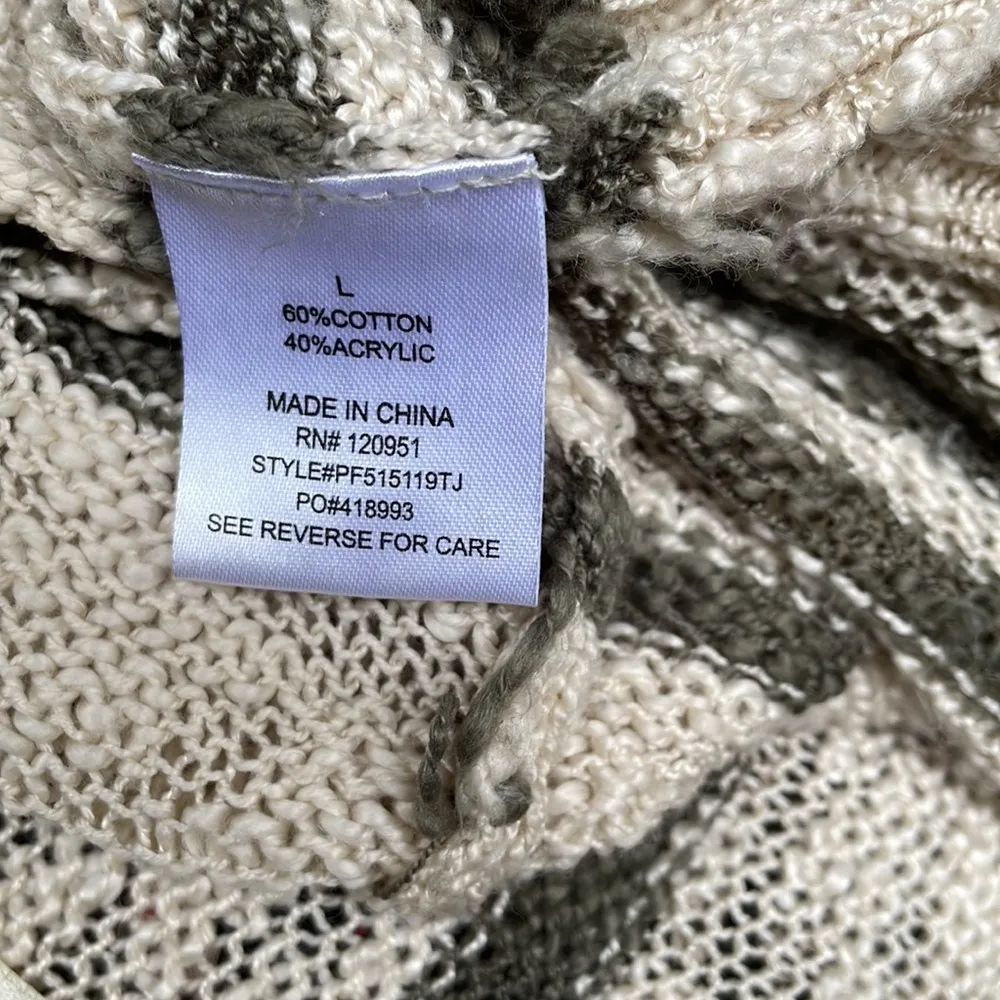 L
60%COTTON
40%ACRYLIC
MADE IN CHINA
RN# 120951
STYLE#PF515119TJ
PO#418993
SEE REVERSE FOR CARE